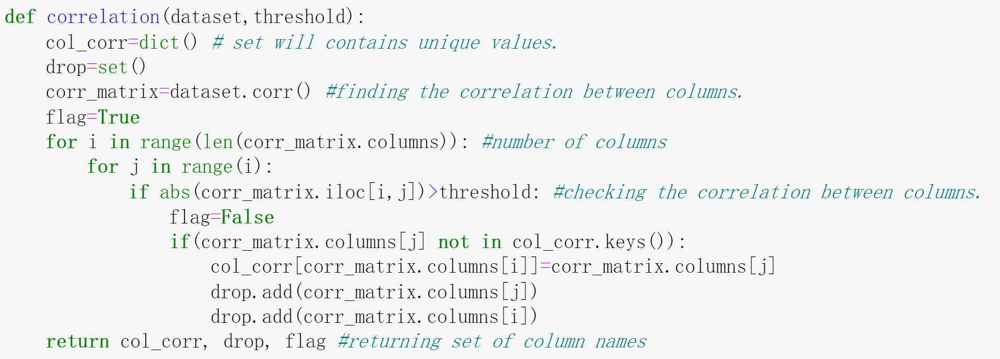 def correlation(dataset,threshold):
    col_corr=dict() # set will contains unique values.
    drop=set()
    corr_matrix=dataset.corr() #finding the correlation between columns.
    flag=True
    for i in range(len(corr_matrix.columns)): #number of columns
        for j in range(i):
            if abs(corr_matrix.iloc[i,j])>threshold: #checking the correlation between columns.
                flag=False
                if(corr_matrix.columns[j] not in col_corr.keys()):
                    col_corr[corr_matrix.columns[i]]=corr_matrix.columns[j]
                    drop.add(corr_matrix.columns[j])
                    drop.add(corr_matrix.columns[i])
    return col_corr, drop, flag #returning set of column names